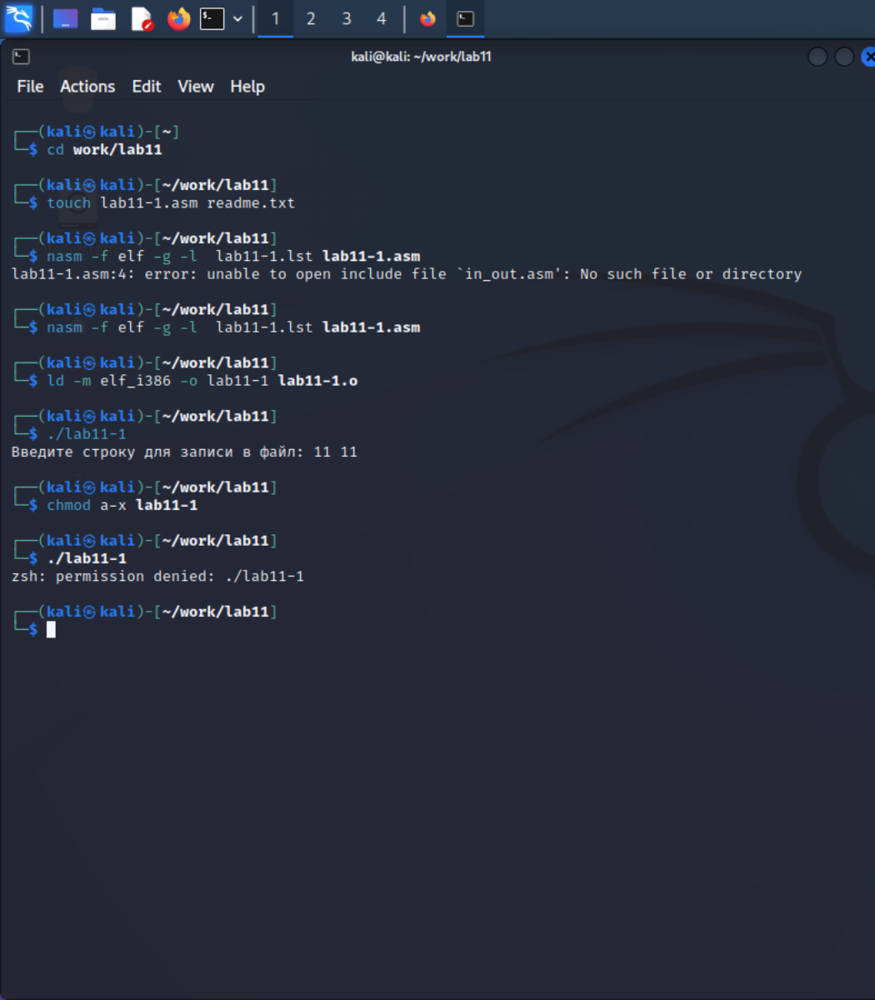 1 2 3 4
kali@kali: ~/work/lab11
File Actions Edit View Help
┌──(kali㉿kali)-[~]
└─$ cd work/lab11
┌──(kali㉿kali)-[~/work/lab11]
└─$ touch lab11-1.asm readme.txt
┌──(kali㉿kali)-[~/work/lab11]
└─$ nasm -f elf -g -l  lab11-1.lst lab11-1.asm
lab11-1.asm:4: error: unable to open include file `in_out.asm': No such file or directory
┌──(kali㉿kali)-[~/work/lab11]
└─$ nasm -f elf -g -l  lab11-1.lst lab11-1.asm
┌──(kali㉿kali)-[~/work/lab11]
└─$ ld -m elf_i386 -o lab11-1 lab11-1.o
┌──(kali㉿kali)-[~/work/lab11]
└─$ ./lab11-1
Введите строку для записи в файл: 11 11
┌──(kali㉿kali)-[~/work/lab11]
└─$ chmod a-x lab11-1
┌──(kali㉿kali)-[~/work/lab11]
└─$ ./lab11-1
zsh: permission denied: ./lab11-1
┌──(kali㉿kali)-[~/work/lab11]
└─$